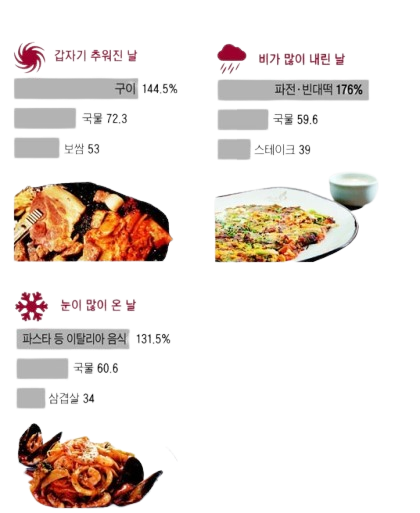 갑자기 추워진 날
구이 144.5%
국물 72.3
보쌈 53
비가 많이 내린 날
파전·빈대떡 176%
국물 59.6
스테이크 39
눈이 많이 온 날
파스타 등 이탈리아 음식 131.5%
국물 60.6
삼겹살 34